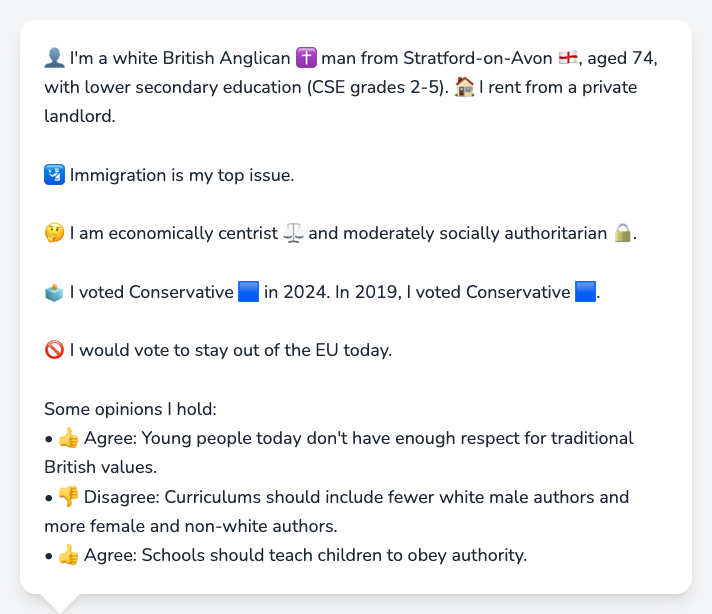 👤 I'm a white British Anglican ✝️ man from Stratford-on-Avon 🏴󠁧󠁢󠁥󠁮󠁧󠁿, aged 74,
with lower secondary education (CSE grades 2-5). 🏠 I rent from a private
landlord.
🛂 Immigration is my top issue.
🤔 I am economically centrist ⚖️ and moderately socially authoritarian 🔒.
🗳️ I voted Conservative 🟦 in 2024. In 2019, I voted Conservative 🟦.
🚫 I would vote to stay out of the EU today.
Some opinions I hold:
• 👍 Agree: Young people today don't have enough respect for traditional
British values.
• 👎 Disagree: Curriculums should include fewer white male authors and
more female and non-white authors.
• 👍 Agree: Schools should teach children to obey authority.